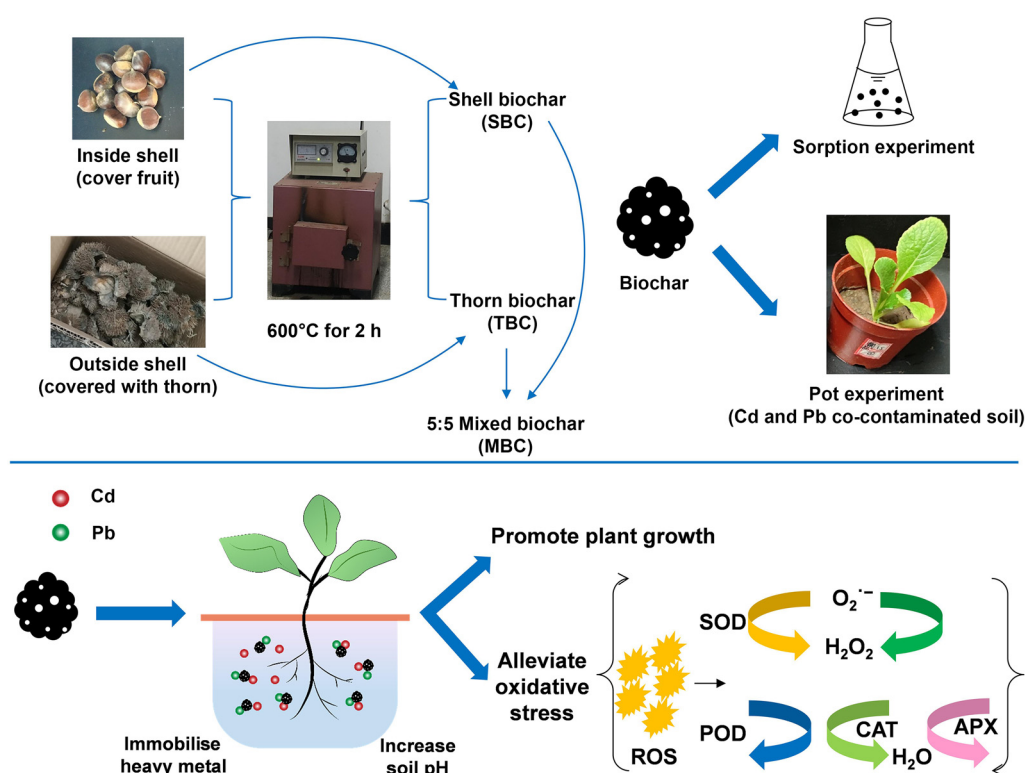 Inside shell
(cover fruit)
Outside shell
(covered with thorn)
600°C for 2 h
Shell biochar
(SBC)
Thorn biochar
(TBC)
5:5 Mixed biochar
(MBC)
Biochar
Sorption experiment
Pot experiment
(Cd and Pb co-contaminated soil)
Cd
Pb
Immobilise
heavy metal
Increase
soil pH
Promote plant growth
Alleviate
oxidative
stress
ROS
SOD
O₂˙⁻
H₂O₂
POD
CAT
H₂O
APX